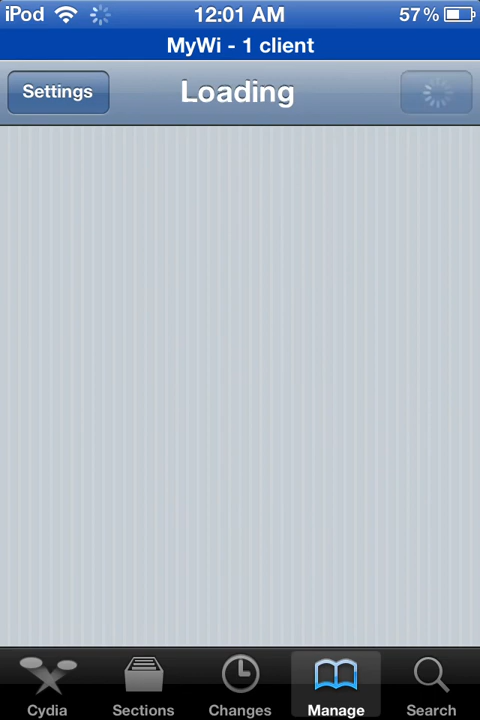 iPod 12:01 AM 57%
MyWi - 1 client
Settings Loading
Cydia Sections Changes Manage Search